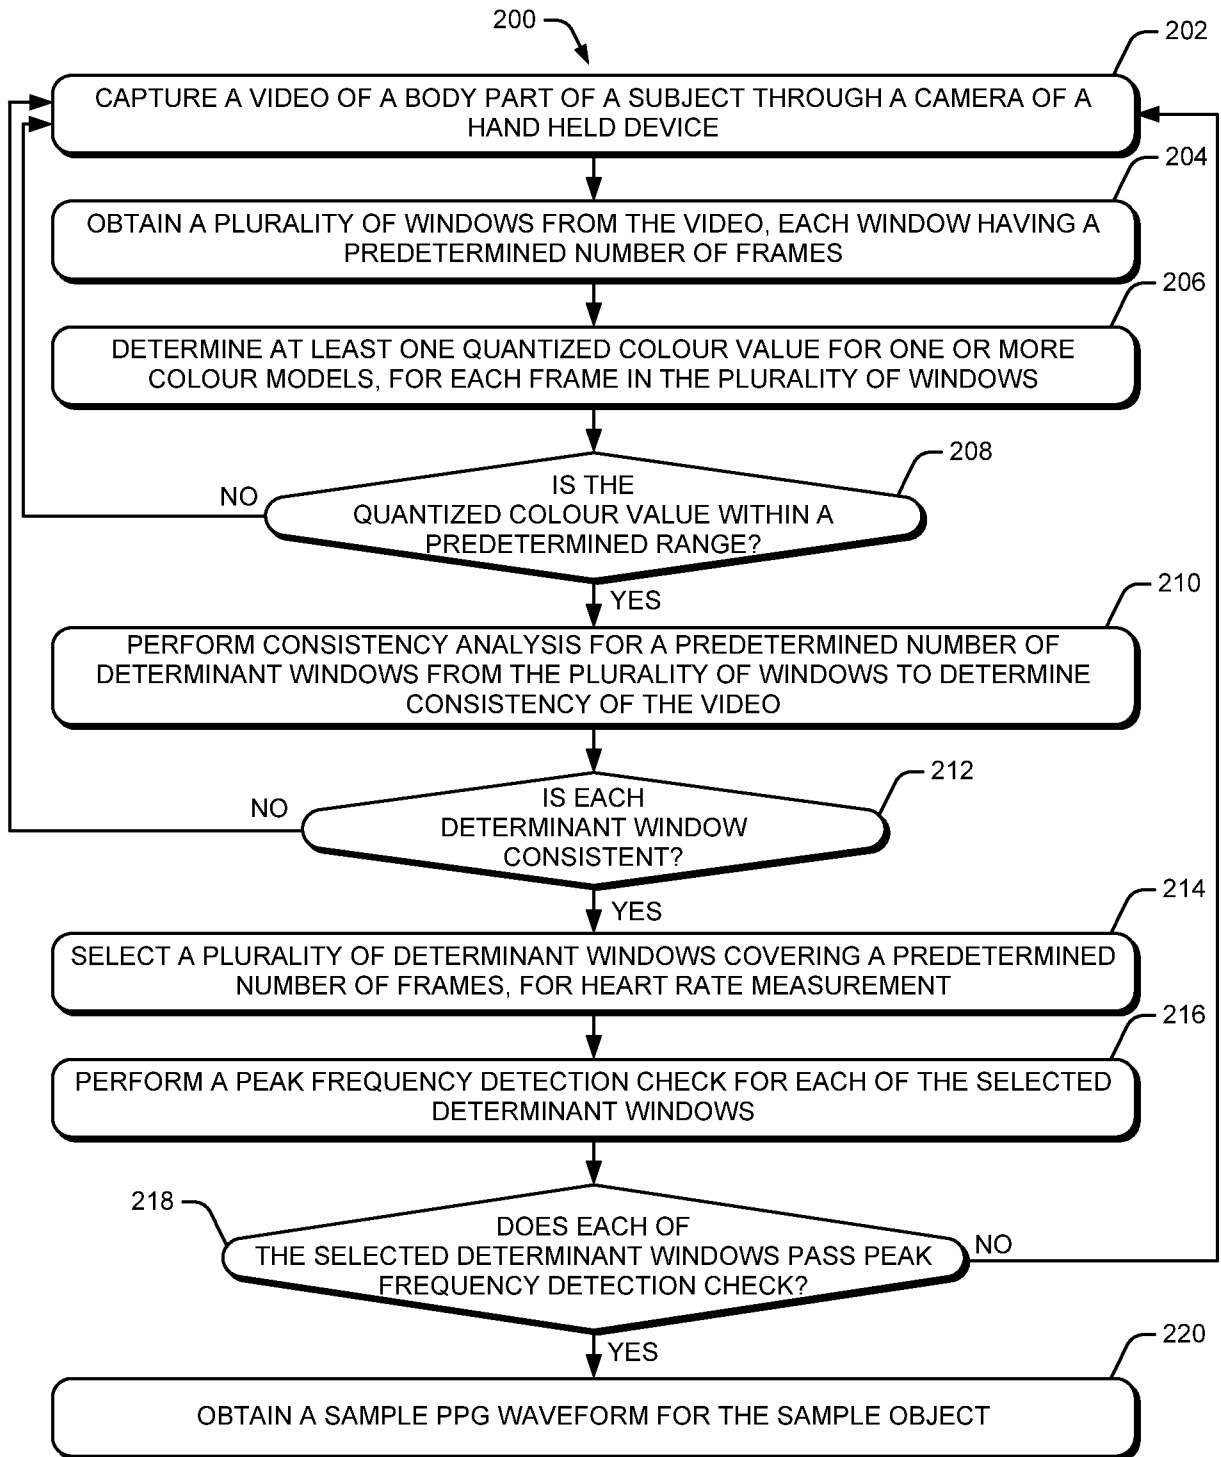 200
202
CAPTURE A VIDEO OF A BODY PART OF A SUBJECT THROUGH A CAMERA OF A
HAND HELD DEVICE
204
OBTAIN A PLURALITY OF WINDOWS FROM THE VIDEO, EACH WINDOW HAVING A
PREDETERMINED NUMBER OF FRAMES
206
DETERMINE AT LEAST ONE QUANTIZED COLOUR VALUE FOR ONE OR MORE
COLOUR MODELS, FOR EACH FRAME IN THE PLURALITY OF WINDOWS
208
NO
IS THE
QUANTIZED COLOUR VALUE WITHIN A
PREDETERMINED RANGE?
YES
210
PERFORM CONSISTENCY ANALYSIS FOR A PREDETERMINED NUMBER OF
DETERMINANT WINDOWS FROM THE PLURALITY OF WINDOWS TO DETERMINE
CONSISTENCY OF THE VIDEO
212
NO
IS EACH
DETERMINANT WINDOW
CONSISTENT?
YES
214
SELECT A PLURALITY OF DETERMINANT WINDOWS COVERING A PREDETERMINED
NUMBER OF FRAMES, FOR HEART RATE MEASUREMENT
216
PERFORM A PEAK FREQUENCY DETECTION CHECK FOR EACH OF THE SELECTED
DETERMINANT WINDOWS
218
DOES EACH OF
THE SELECTED DETERMINANT WINDOWS PASS PEAK
FREQUENCY DETECTION CHECK?
NO
YES
220
OBTAIN A SAMPLE PPG WAVEFORM FOR THE SAMPLE OBJECT